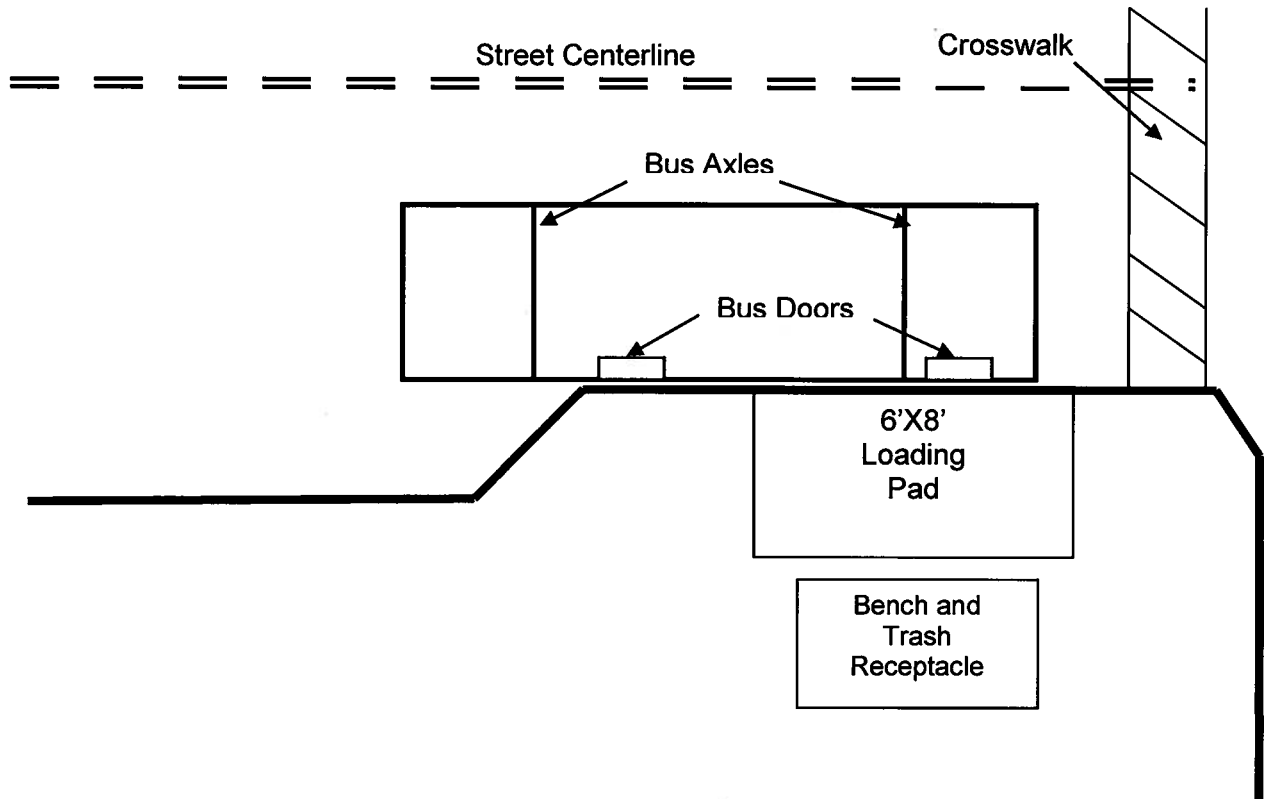 Street Centerline
Crosswalk
Bus Axles
Bus Doors
6'X8'
Loading
Pad
Bench and
Trash
Receptacle